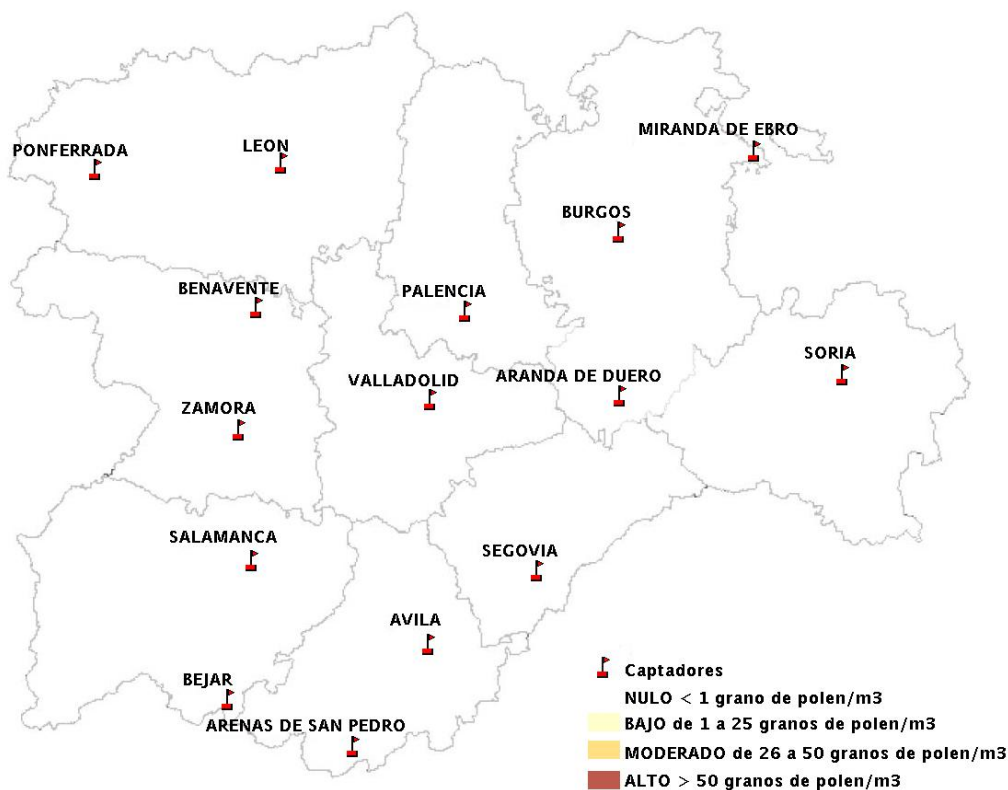 MIRANDA DE EBRO
PONFERRADA
LEON
BURGOS
BENAVENTE
PALENCIA
SORIA
VALLADOLID
ARANDA DE DUERO
ZAMORA
SALAMANCA
SEGOVIA
AVILA
BEJAR
ARENAS DE SAN PEDRO
Captadores
NULO < 1 grano de polen/m3
BAJO de 1 a 25 granos de polen/m3
MODERADO de 26 a 50 granos de polen/m3
ALTO > 50 granos de polen/m3